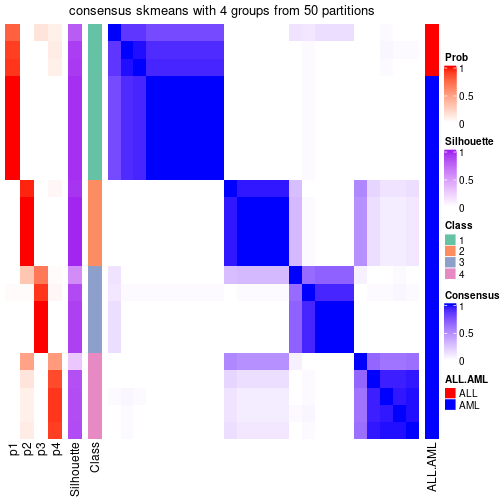 consensus skmeans with 4 groups from 50 partitions
Prob
1
0.5
0
Silhouette
1
0.5
0
Class
1
2
3
4
Consensus
1
0.5
0
ALL.AML
ALL
AML
p1
p2
p3
p4
Silhouette
Class
ALL.AML